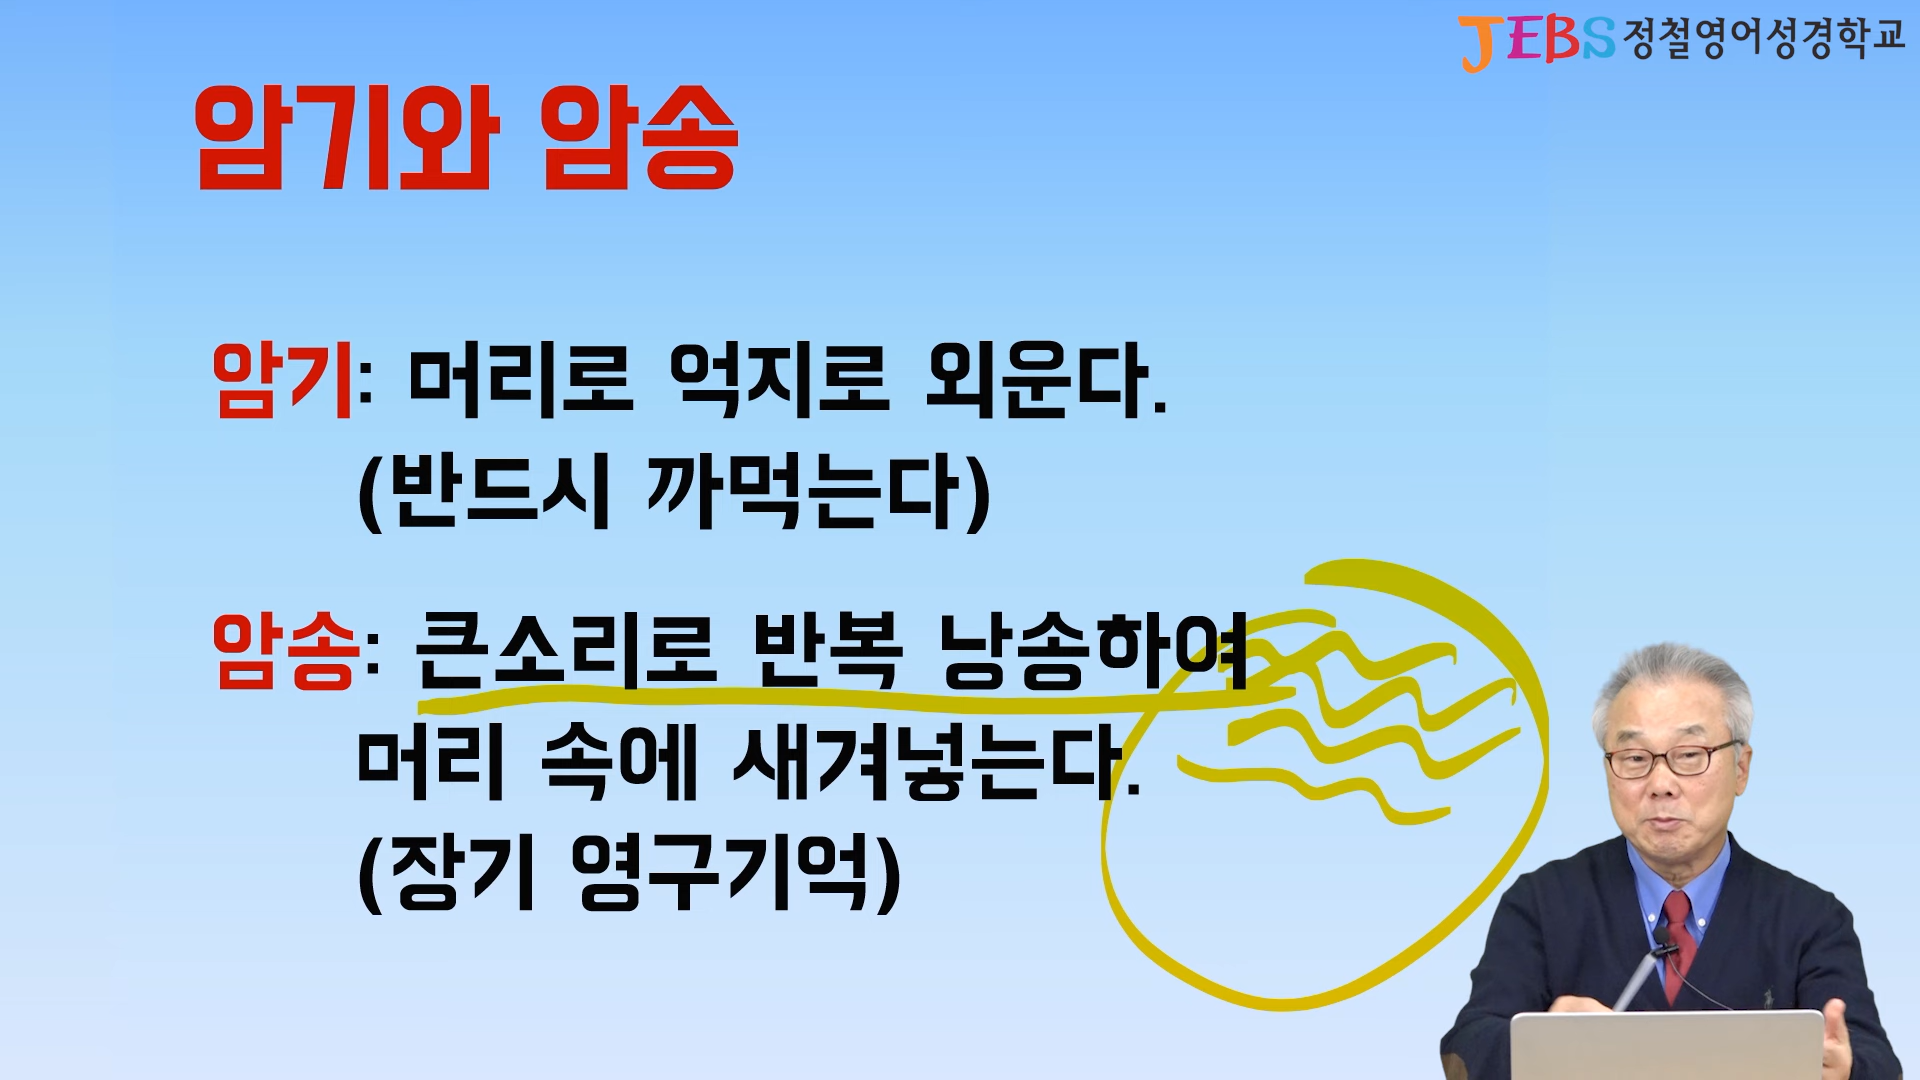 JEBS 정철영어성경학교
암기와 암송
암기: 머리로 억지로 외운다.
(반드시 까먹는다)
암송: 큰소리로 반복 낭송하여
머리 속에 새겨넣는다.
(장기 영구기억)